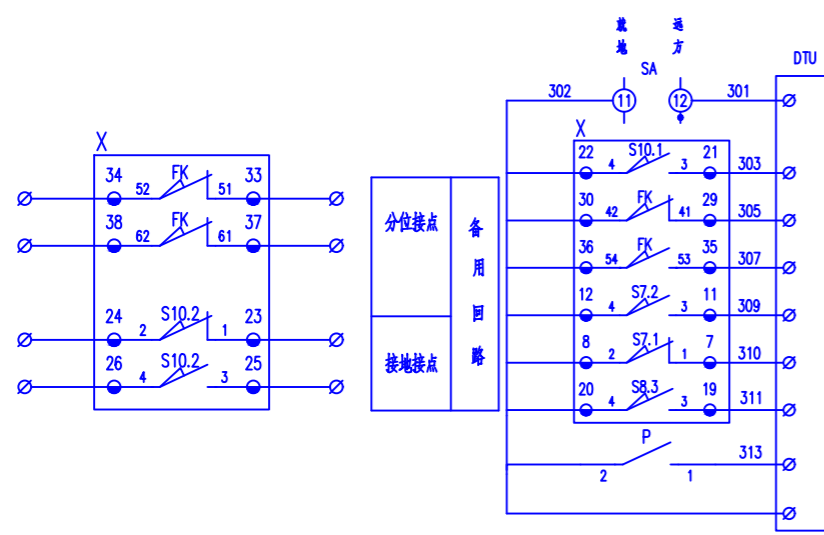 就地 远方
SA
DTU
302 11 12 301
X
34 52 FK 51 33
38 62 FK 61 37
24 2 S10.2 1 23
26 4 S10.2 3 25
分位接点
接地接点
备用回路
X
22 4 S10.1 3 21 303
30 42 FK 41 29 305
36 54 FK 53 35 307
12 4 S7.2 3 11 309
8 2 S7.1 1 7 310
20 4 S8.3 3 19 311
P
2 1 313